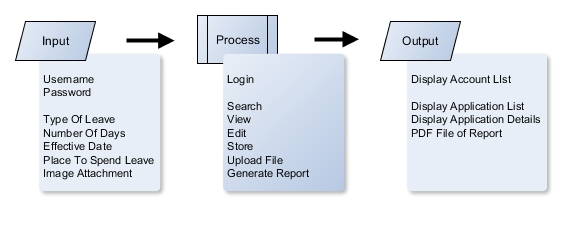 Input
Username
Password
Type Of Leave
Number Of Days
Effective Date
Place To Spend Leave
Image Attachment
Process
Login
Search
View
Edit
Store
Upload File
Generate Report
Output
Display Account LIst
Display Application List
Display Application Details
PDF File of Report